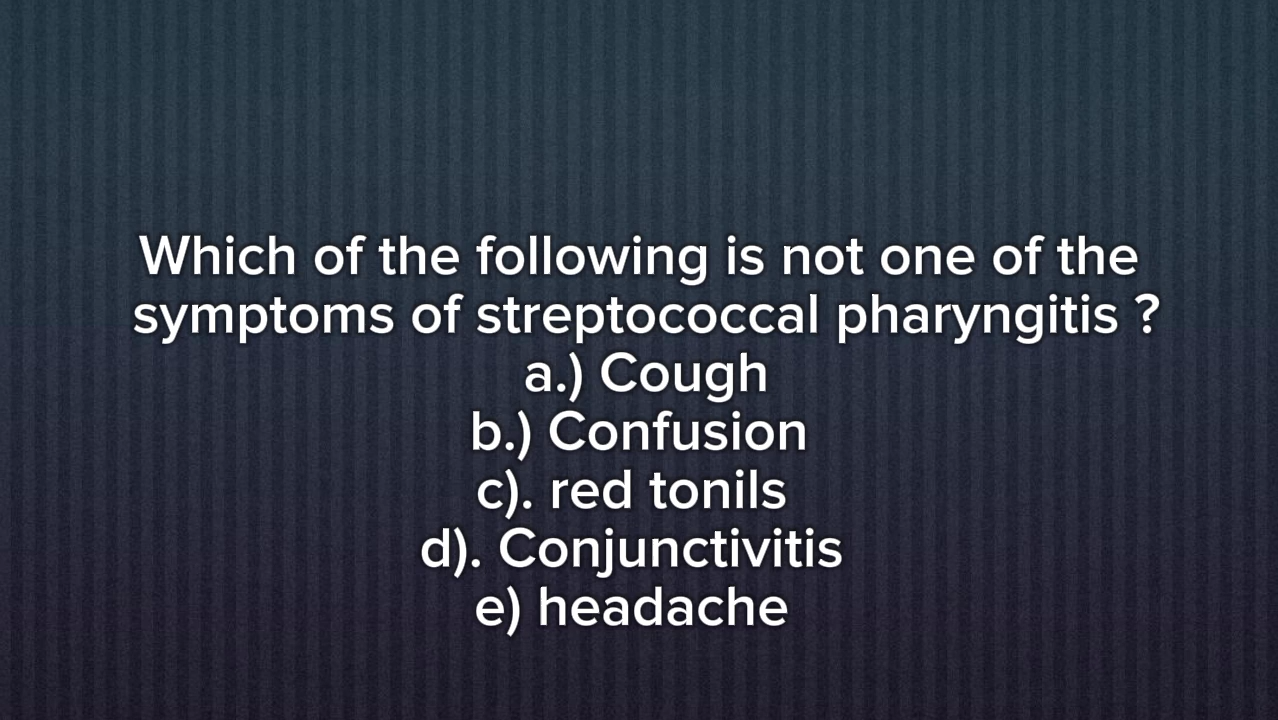 Which of the following is not one of the
symptoms of streptococcal pharyngitis ?
a.) Cough
b.) Confusion
c). red tonils
d). Conjunctivitis
e) headache